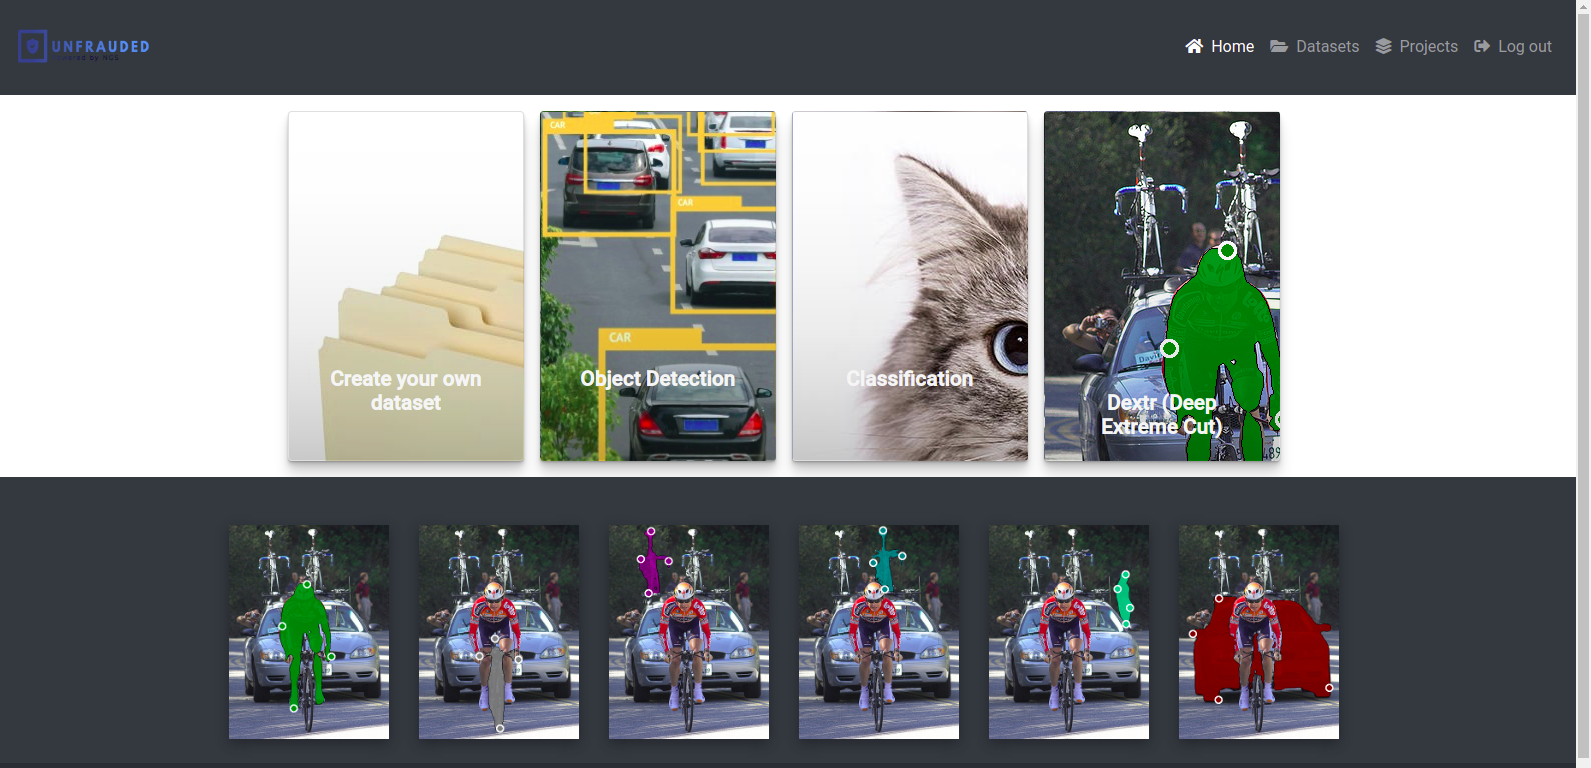 UNFRAUDED
Home
Datasets
Projects
Log out
CAR
CAR
CAR
Create your own
dataset
Object Detection
Classification
Dextr (Deep
Extreme Cut)